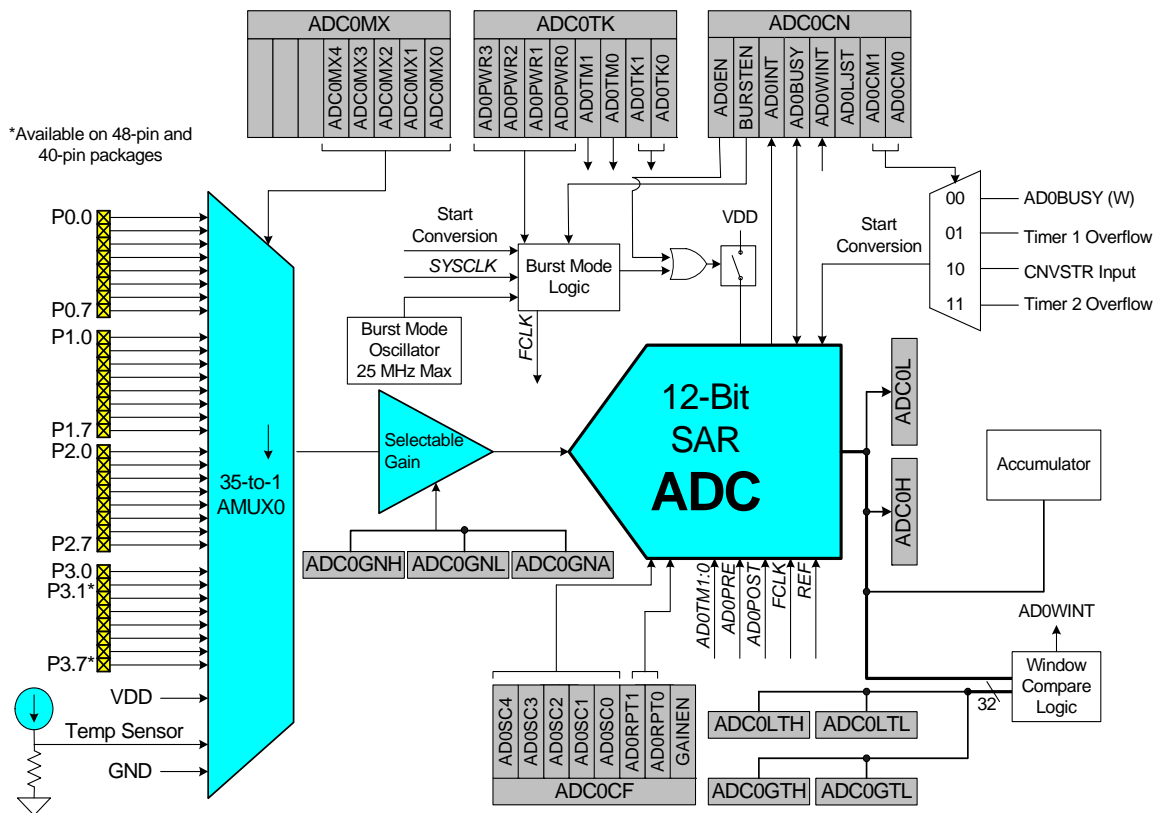 ADC0MX
ADC0MX4
ADC0MX3
ADC0MX2
ADC0MX1
ADC0MX0
ADC0TK
AD0PWR3
AD0PWR2
AD0PWR1
AD0PWR0
AD0TM1
AD0TM0
AD0TK1
AD0TK0
ADC0CN
AD0EN
BURSTEN
AD0INT
AD0BUSY
AD0WINT
AD0LJST
AD0CM1
AD0CM0
*Available on 48-pin and
40-pin packages
P0.0
P0.7
P1.0
P1.7
P2.0
P2.7
P3.0
P3.1*
P3.7*
VDD
Temp Sensor
GND
35-to-1
AMUX0
Start
Conversion
SYSCLK
Burst Mode
Logic
Burst Mode
Oscillator
25 MHz Max
FCLK
VDD
Start
Conversion
00
01
10
11
AD0BUSY (W)
Timer 1 Overflow
CNVSTR Input
Timer 2 Overflow
Selectable
Gain
ADC0GNH
ADC0GNL
ADC0GNA
12-Bit
SAR
ADC
ADC0L
ADC0H
Accumulator
AD0TM1:0
AD0PRE
AD0POST
FCLK
REF
AD0WINT
Window
Compare
Logic
32
ADC0LTH
ADC0LTL
ADC0GTH
ADC0GTL
AD0SC4
AD0SC3
AD0SC2
AD0SC1
AD0SC0
AD0RPT1
AD0RPT0
GAINEN
ADC0CF